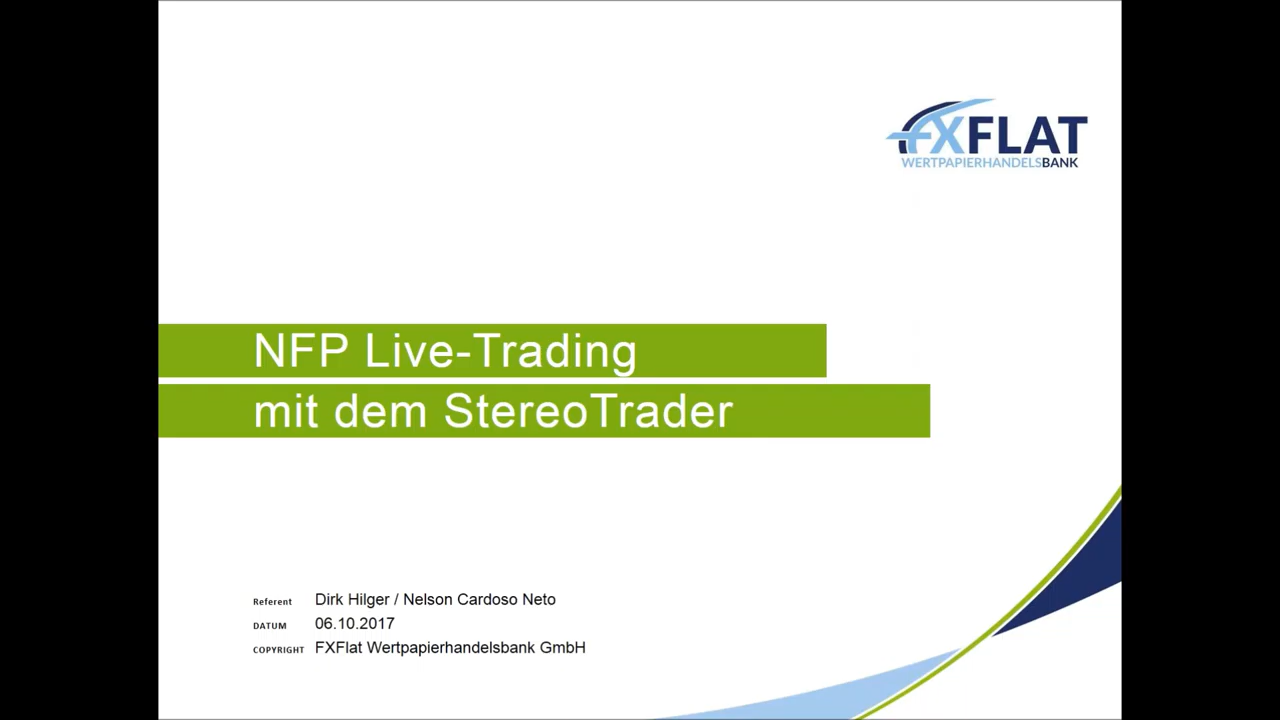 FXFLAT
WERTPAPIERHANDELSBANK
NFP Live-Trading
mit dem StereoTrader
Referent Dirk Hilger / Nelson Cardoso Neto
DATUM 06.10.2017
COPYRIGHT FXFlat Wertpapierhandelsbank GmbH